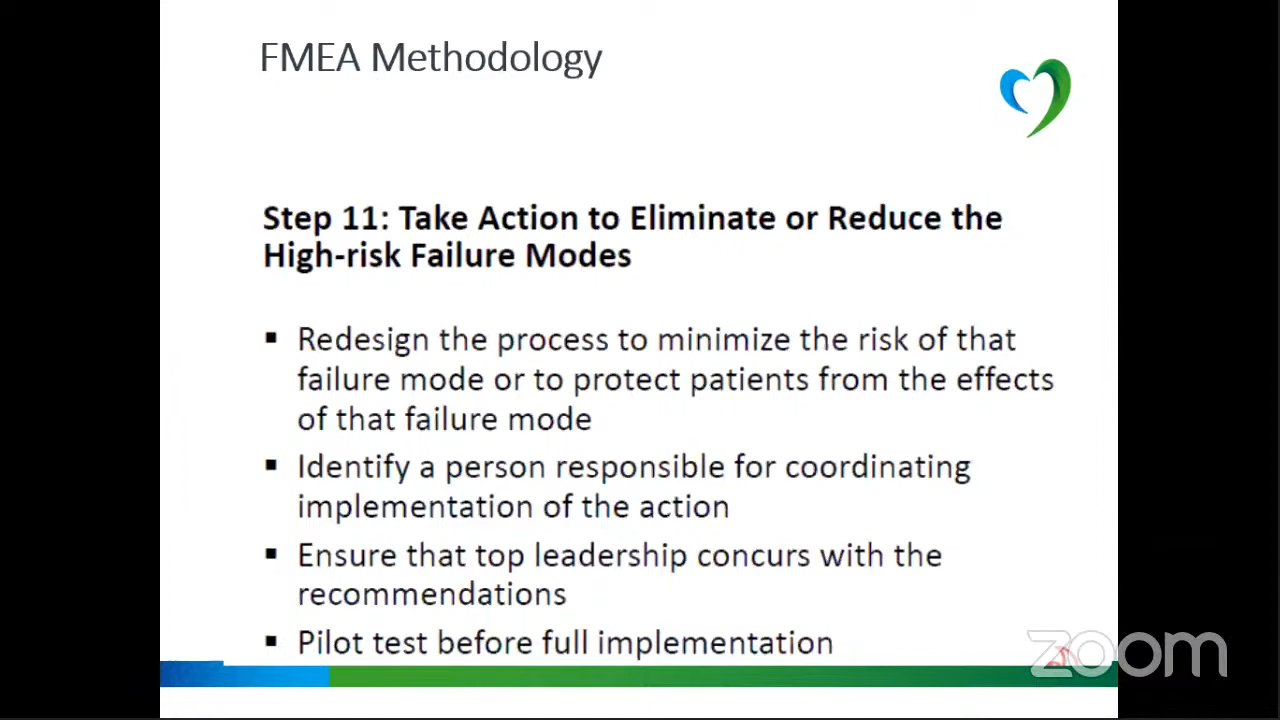 FMEA Methodology
Step 11: Take Action to Eliminate or Reduce the
High-risk Failure Modes
▪ Redesign the process to minimize the risk of that
failure mode or to protect patients from the effects
of that failure mode
▪ Identify a person responsible for coordinating
implementation of the action
▪ Ensure that top leadership concurs with the
recommendations
▪ Pilot test before full implementation
zoom